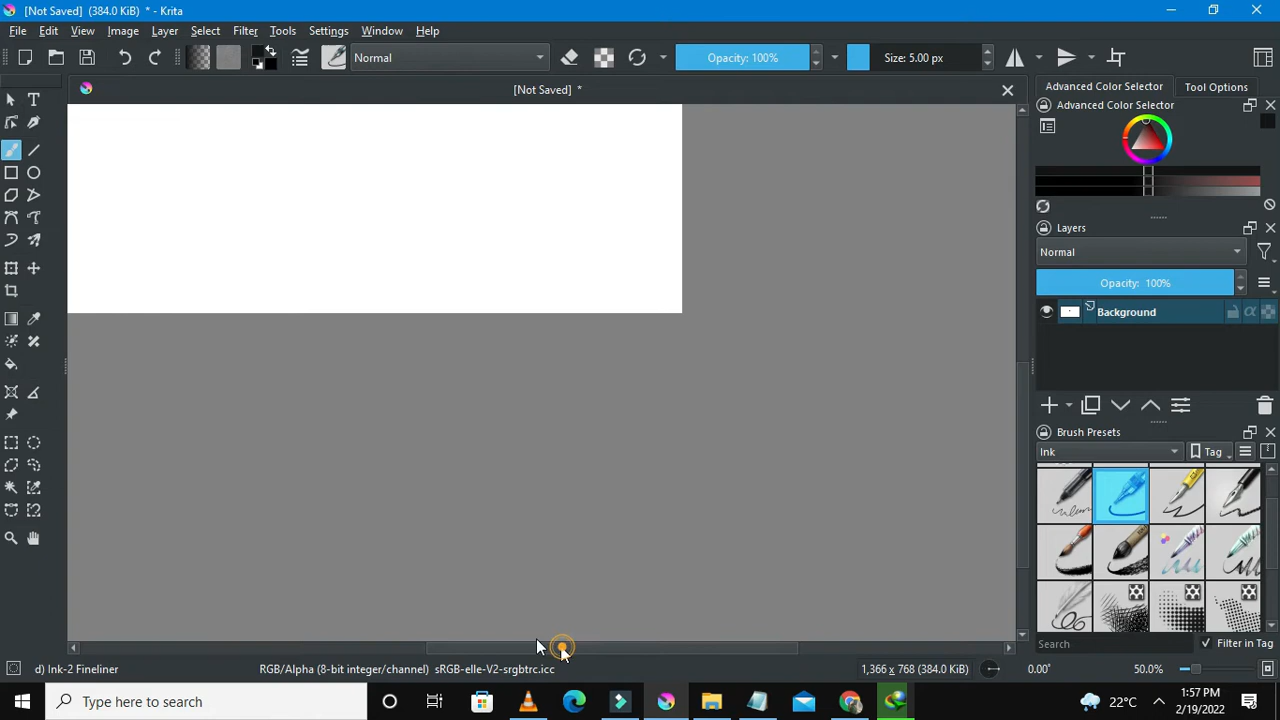 [Not Saved] (384.0 KiB) * - Krita
File Edit View Image Layer Select Filter Tools Settings Window Help
Normal
Opacity: 100%
Size: 5.00 px
[Not Saved] *
Advanced Color Selector
Tool Options
Advanced Color Selector
Layers
Normal
Opacity: 100%
Background
Brush Presets
Ink
Tag
Search
Filter in Tag
d) Ink-2 Fineliner
RGB/Alpha (8-bit integer/channel) sRGB-elle-V2-srgbtrc.icc
1,366 x 768 (384.0 KiB)
0.00°
50.0%
Type here to search
22°C
1:57 PM
2/19/2022